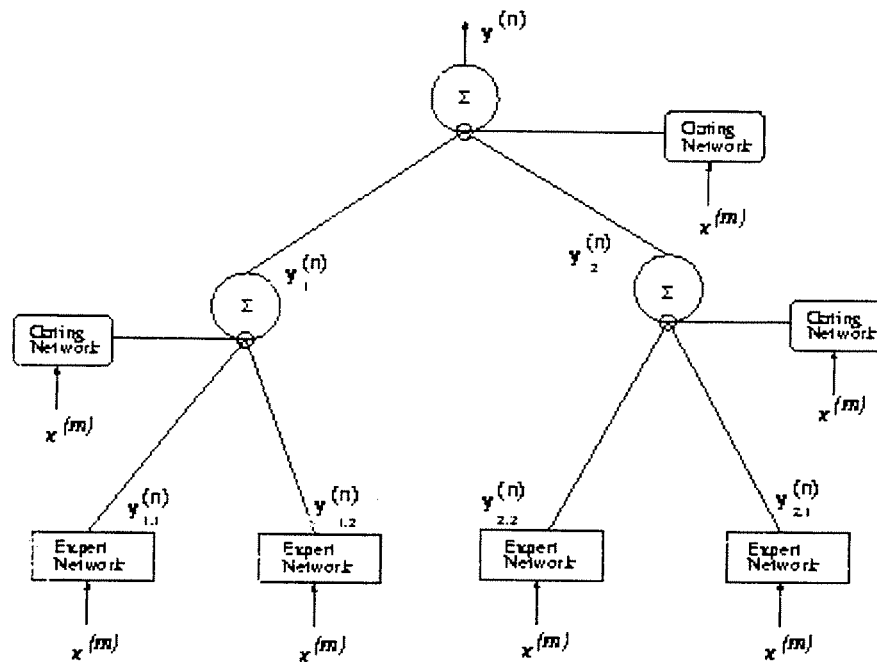 y(n)
Σ
Gating
Network
x(m)
y1(n)
y2(n)
Σ
Σ
Gating
Network
Gating
Network
x(m)
x(m)
y1.1(n)
y1.2(n)
y2.2(n)
y2.1(n)
Expert
Network
Expert
Network
Expert
Network
Expert
Network
x(m)
x(m)
x(m)
x(m)